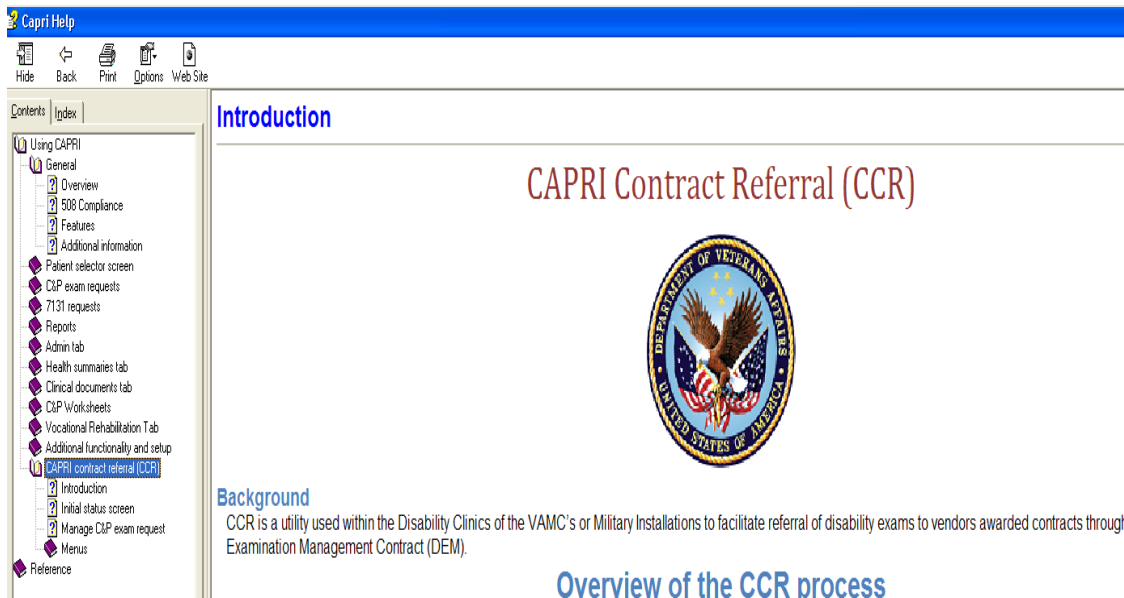 Capri Help
Hide Back Print Options Web Site
Contents Index
Using CAPRI
General
Overview
508 Compliance
Features
Additional information
Patient selector screen
C&P exam requests
7131 requests
Reports
Admin tab
Health summaries tab
Clinical documents tab
C&P Worksheets
Vocational Rehabilitation Tab
Additional functionality and setup
CAPRI contract referral (CCR)
Introduction
Initial status screen
Manage C&P exam request
Menus
Reference
Introduction
CAPRI Contract Referral (CCR)
DEPARTMENT OF VETERANS AFFAIRS
UNITED STATES OF AMERICA
Background
CCR is a utility used within the Disability Clinics of the VAMC's or Military Installations to facilitate referral of disability exams to vendors awarded contracts through
Examination Management Contract (DEM).
Overview of the CCR process